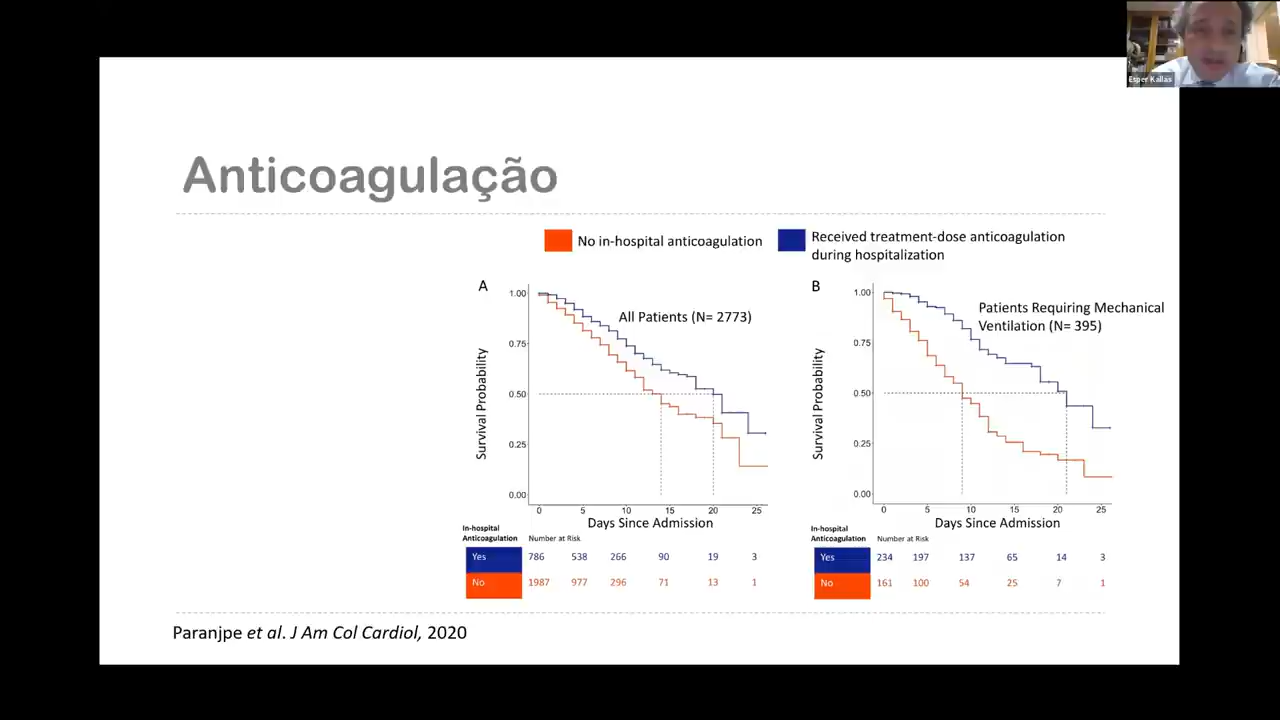 Esper Kallas
Anticoagulação
No in-hospital anticoagulation
Received treatment-dose anticoagulation
during hospitalization
A
All Patients (N= 2773)
Survival Probability
1.00
0.75
0.50
0.25
0.00
0 5 10 15 20 25
Days Since Admission
In-hospital
Anticoagulation Number at Risk
Yes 786 538 266 90 19 3
No 1987 977 296 71 13 1
B
Patients Requiring Mechanical
Ventilation (N= 395)
Survival Probability
1.00
0.75
0.50
0.25
0.00
0 5 10 15 20 25
Days Since Admission
In-hospital
Anticoagulation Number at Risk
Yes 234 197 137 65 14 3
No 161 100 54 25 7 1
Paranjpe et al. J Am Col Cardiol, 2020